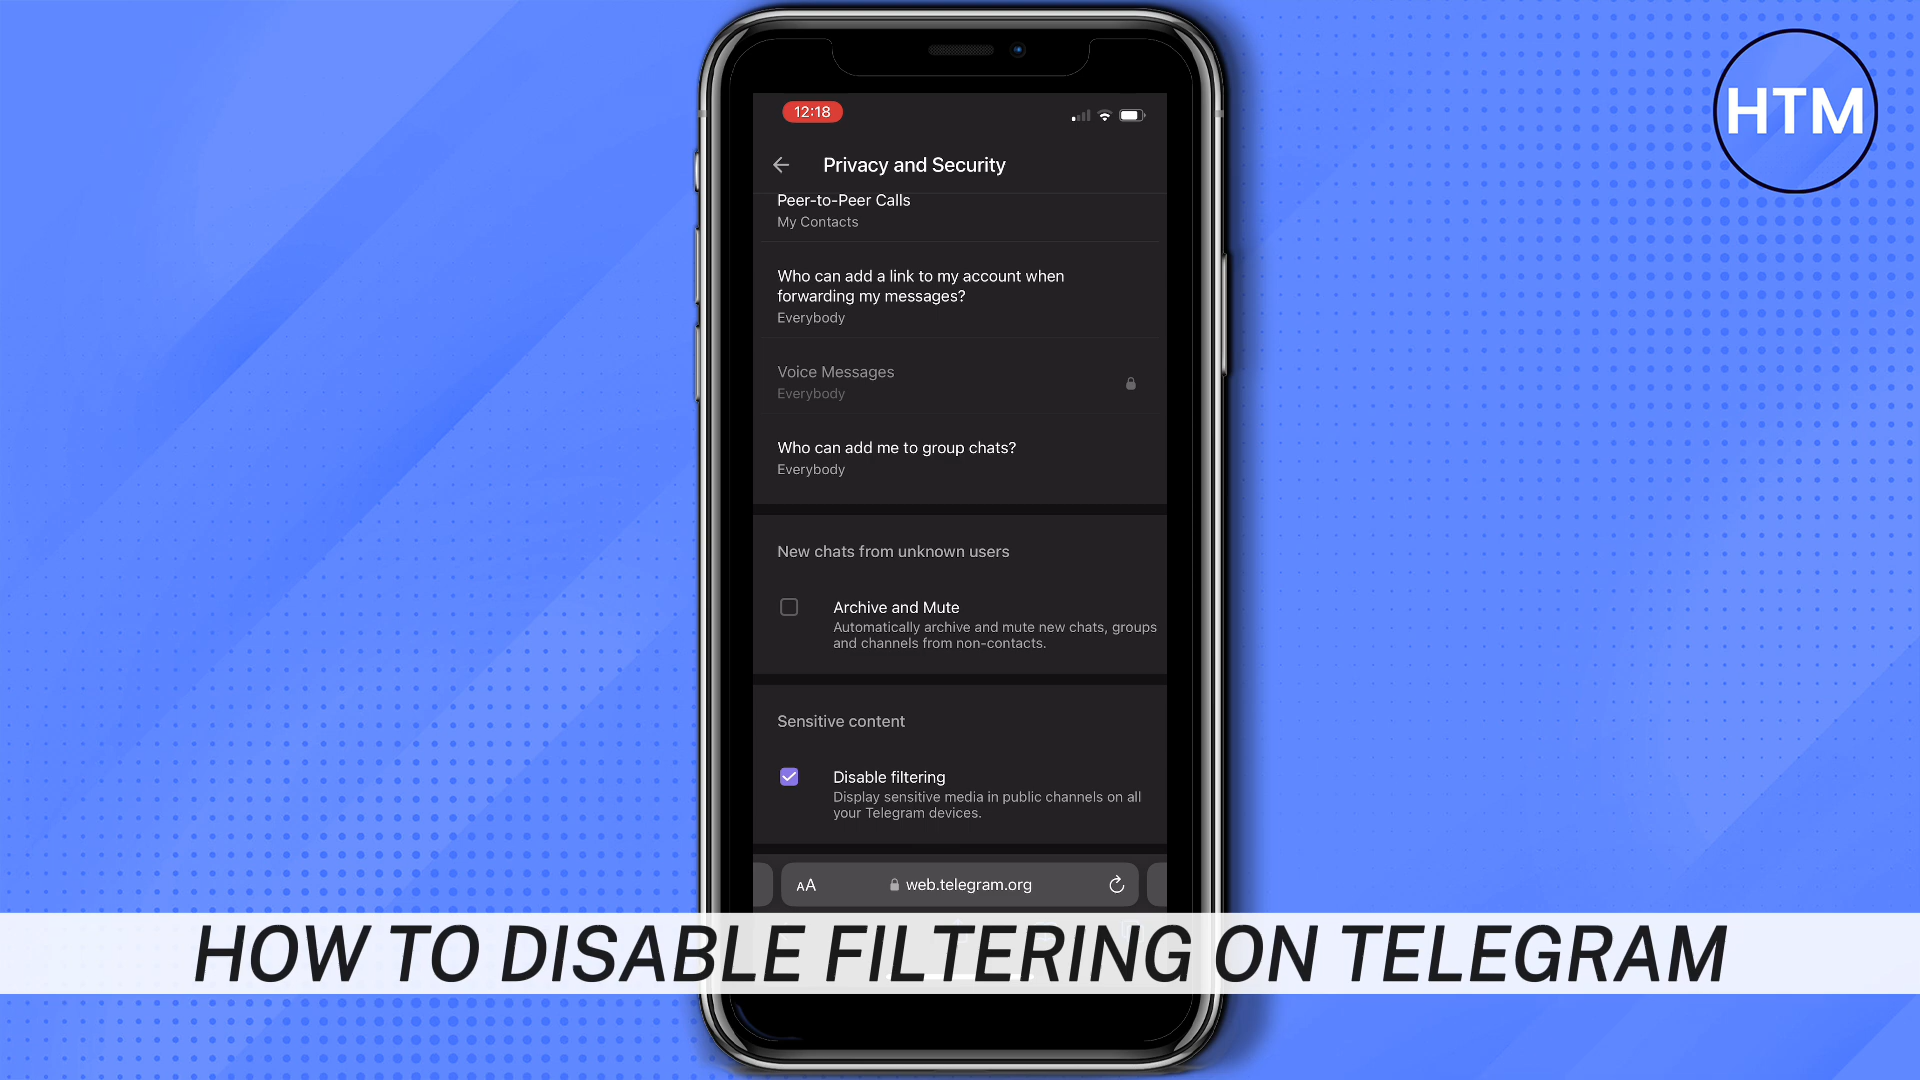 HTM
12:18
Privacy and Security
Peer-to-Peer Calls
My Contacts
Who can add a link to my account when
forwarding my messages?
Everybody
Voice Messages
Everybody
Who can add me to group chats?
Everybody
New chats from unknown users
Archive and Mute
Automatically archive and mute new chats, groups
and channels from non-contacts.
Sensitive content
Disable filtering
Display sensitive media in public channels on all
your Telegram devices.
AA web.telegram.org
HOW TO DISABLE FILTERING ON TELEGRAM